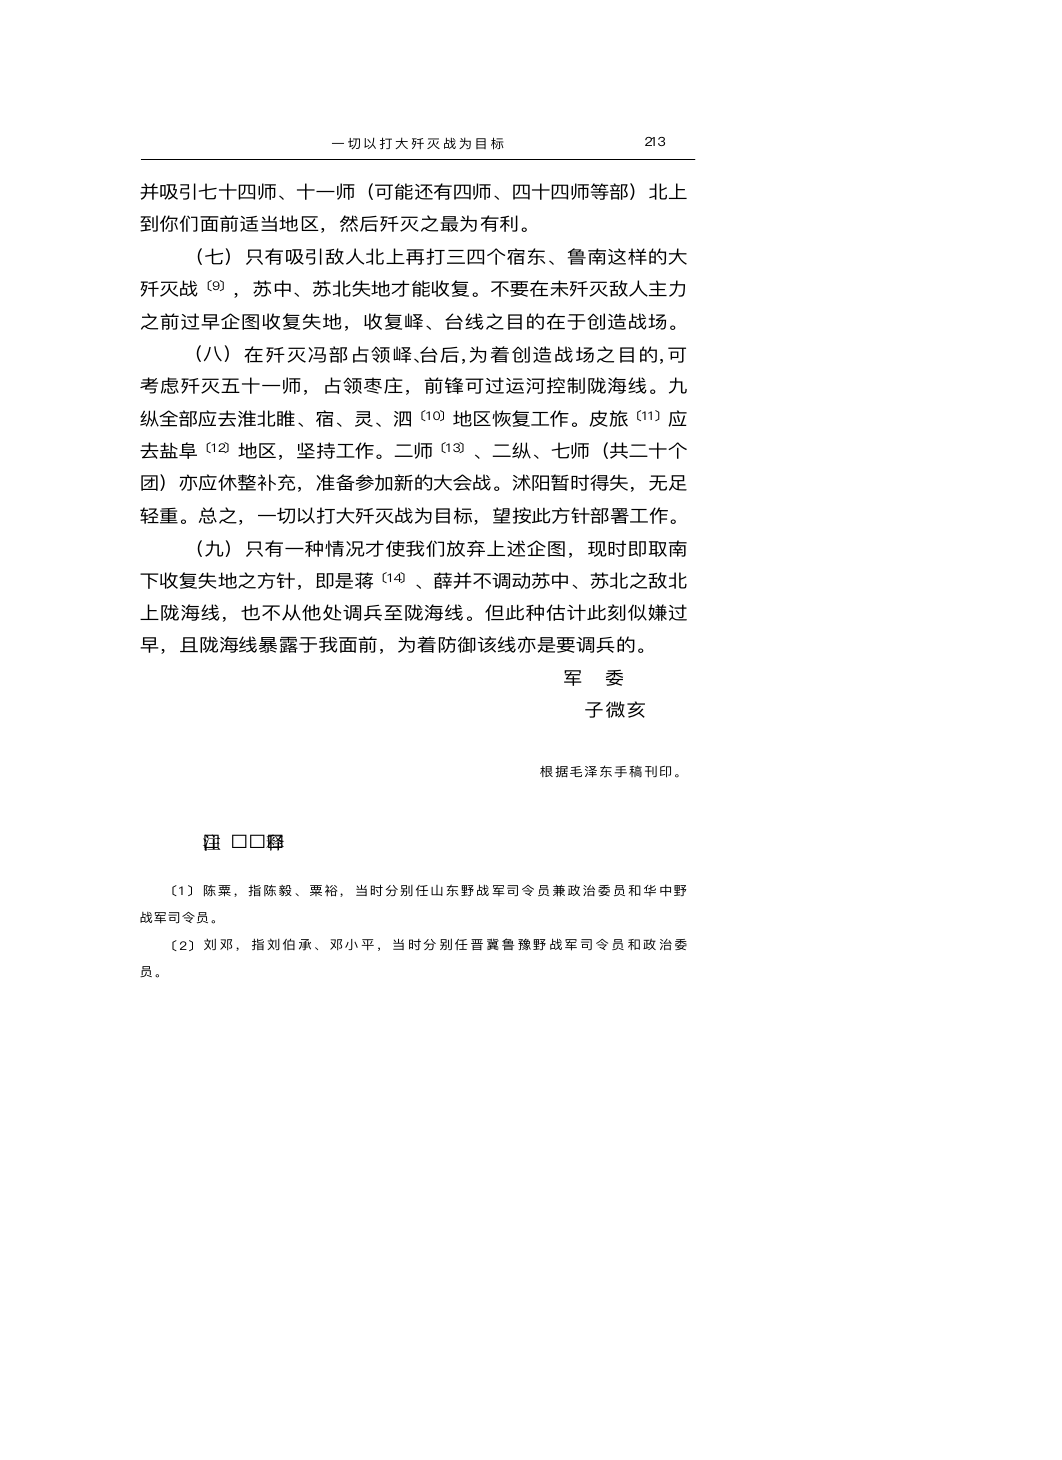 一切以打大歼灭战为目标 213
并吸引七十四师、十一师（可能还有四师、四十四师等部）北上
到你们面前适当地区，然后歼灭之最为有利。
（七）只有吸引敌人北上再打三四个宿东、鲁南这样的大
歼灭战〔9〕，苏中、苏北失地才能收复。不要在未歼灭敌人主力
之前过早企图收复失地，收复峄、台线之目的在于创造战场。
（八）在歼灭冯部占领峄、台后，为着创造战场之目的，可
考虑歼灭五十一师，占领枣庄，前锋可过运河控制陇海线。九
纵全部应去淮北睢、宿、灵、泗〔10〕地区恢复工作。皮旅〔11〕应
去盐阜〔12〕地区，坚持工作。二师〔13〕、二纵、七师（共二十个
团）亦应休整补充，准备参加新的大会战。沭阳暂时得失，无足
轻重。总之，一切以打大歼灭战为目标，望按此方针部署工作。
（九）只有一种情况才使我们放弃上述企图，现时即取南
下收复失地之方针，即是蒋〔14〕、薛并不调动苏中、苏北之敌北
上陇海线，也不从他处调兵至陇海线。但此种估计此刻似嫌过
早，且陇海线暴露于我面前，为着防御该线亦是要调兵的。
军　委
子微亥
根据毛泽东手稿刊印。
注 □□释
〔1〕陈粟，指陈毅、粟裕，当时分别任山东野战军司令员兼政治委员和华中野
战军司令员。
〔2〕刘邓，指刘伯承、邓小平，当时分别任晋冀鲁豫野战军司令员和政治委
员。